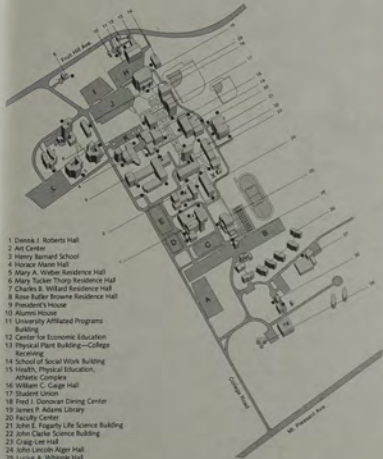 Fruit Hill Ave.
H
I
J
K
L
E
D
C
B
A
College Road
Mt. Pleasant Ave.
1 Dennis J. Roberts Hall
2 Art Center
3 Henry Barnard School
4 Horace Mann Hall
5 Mary A. Weber Residence Hall
6 Mary Tucker Thorp Residence Hall
7 Charles B. Willard Residence Hall
8 Rose Butler Browne Residence Hall
9 President's House
10 Alumni House
11 University Affiliated Programs
Building
12 Center for Economic Education
13 Physical Plant Building—College
Receiving
14 School of Social Work Building
15 Health, Physical Education,
Athletic Complex
16 William C. Gaige Hall
17 Student Union
18 Fred J. Donovan Dining Center
19 James P. Adams Library
20 Faculty Center
21 John E. Fogarty Life Science Building
22 John Clarke Science Building
23 Craig-Lee Hall
24 John Lincoln Alger Hall
25 Lucius A. Whipple Hall